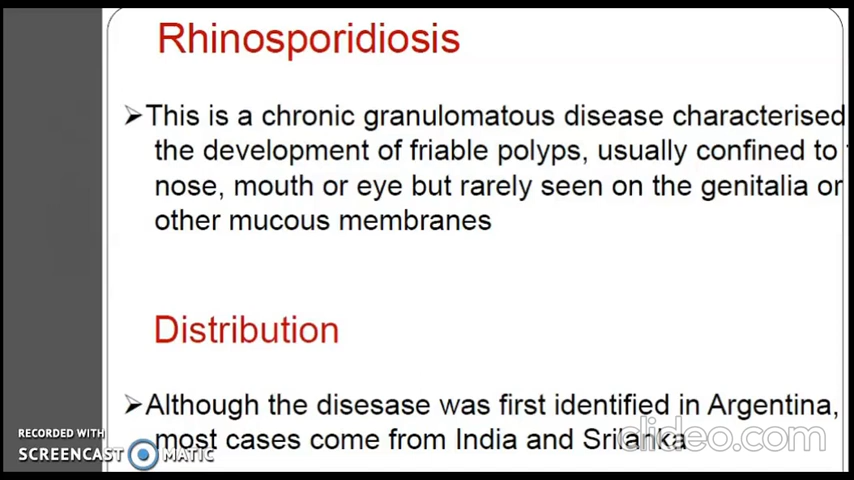 Rhinosporidiosis
➢This is a chronic granulomatous disease characterised
the development of friable polyps, usually confined to
nose, mouth or eye but rarely seen on the genitalia or
other mucous membranes
Distribution
➢Although the disesase was first identified in Argentina,
most cases come from India and Srilanka
clideo.com
RECORDED WITH
SCREENCAST MATIC